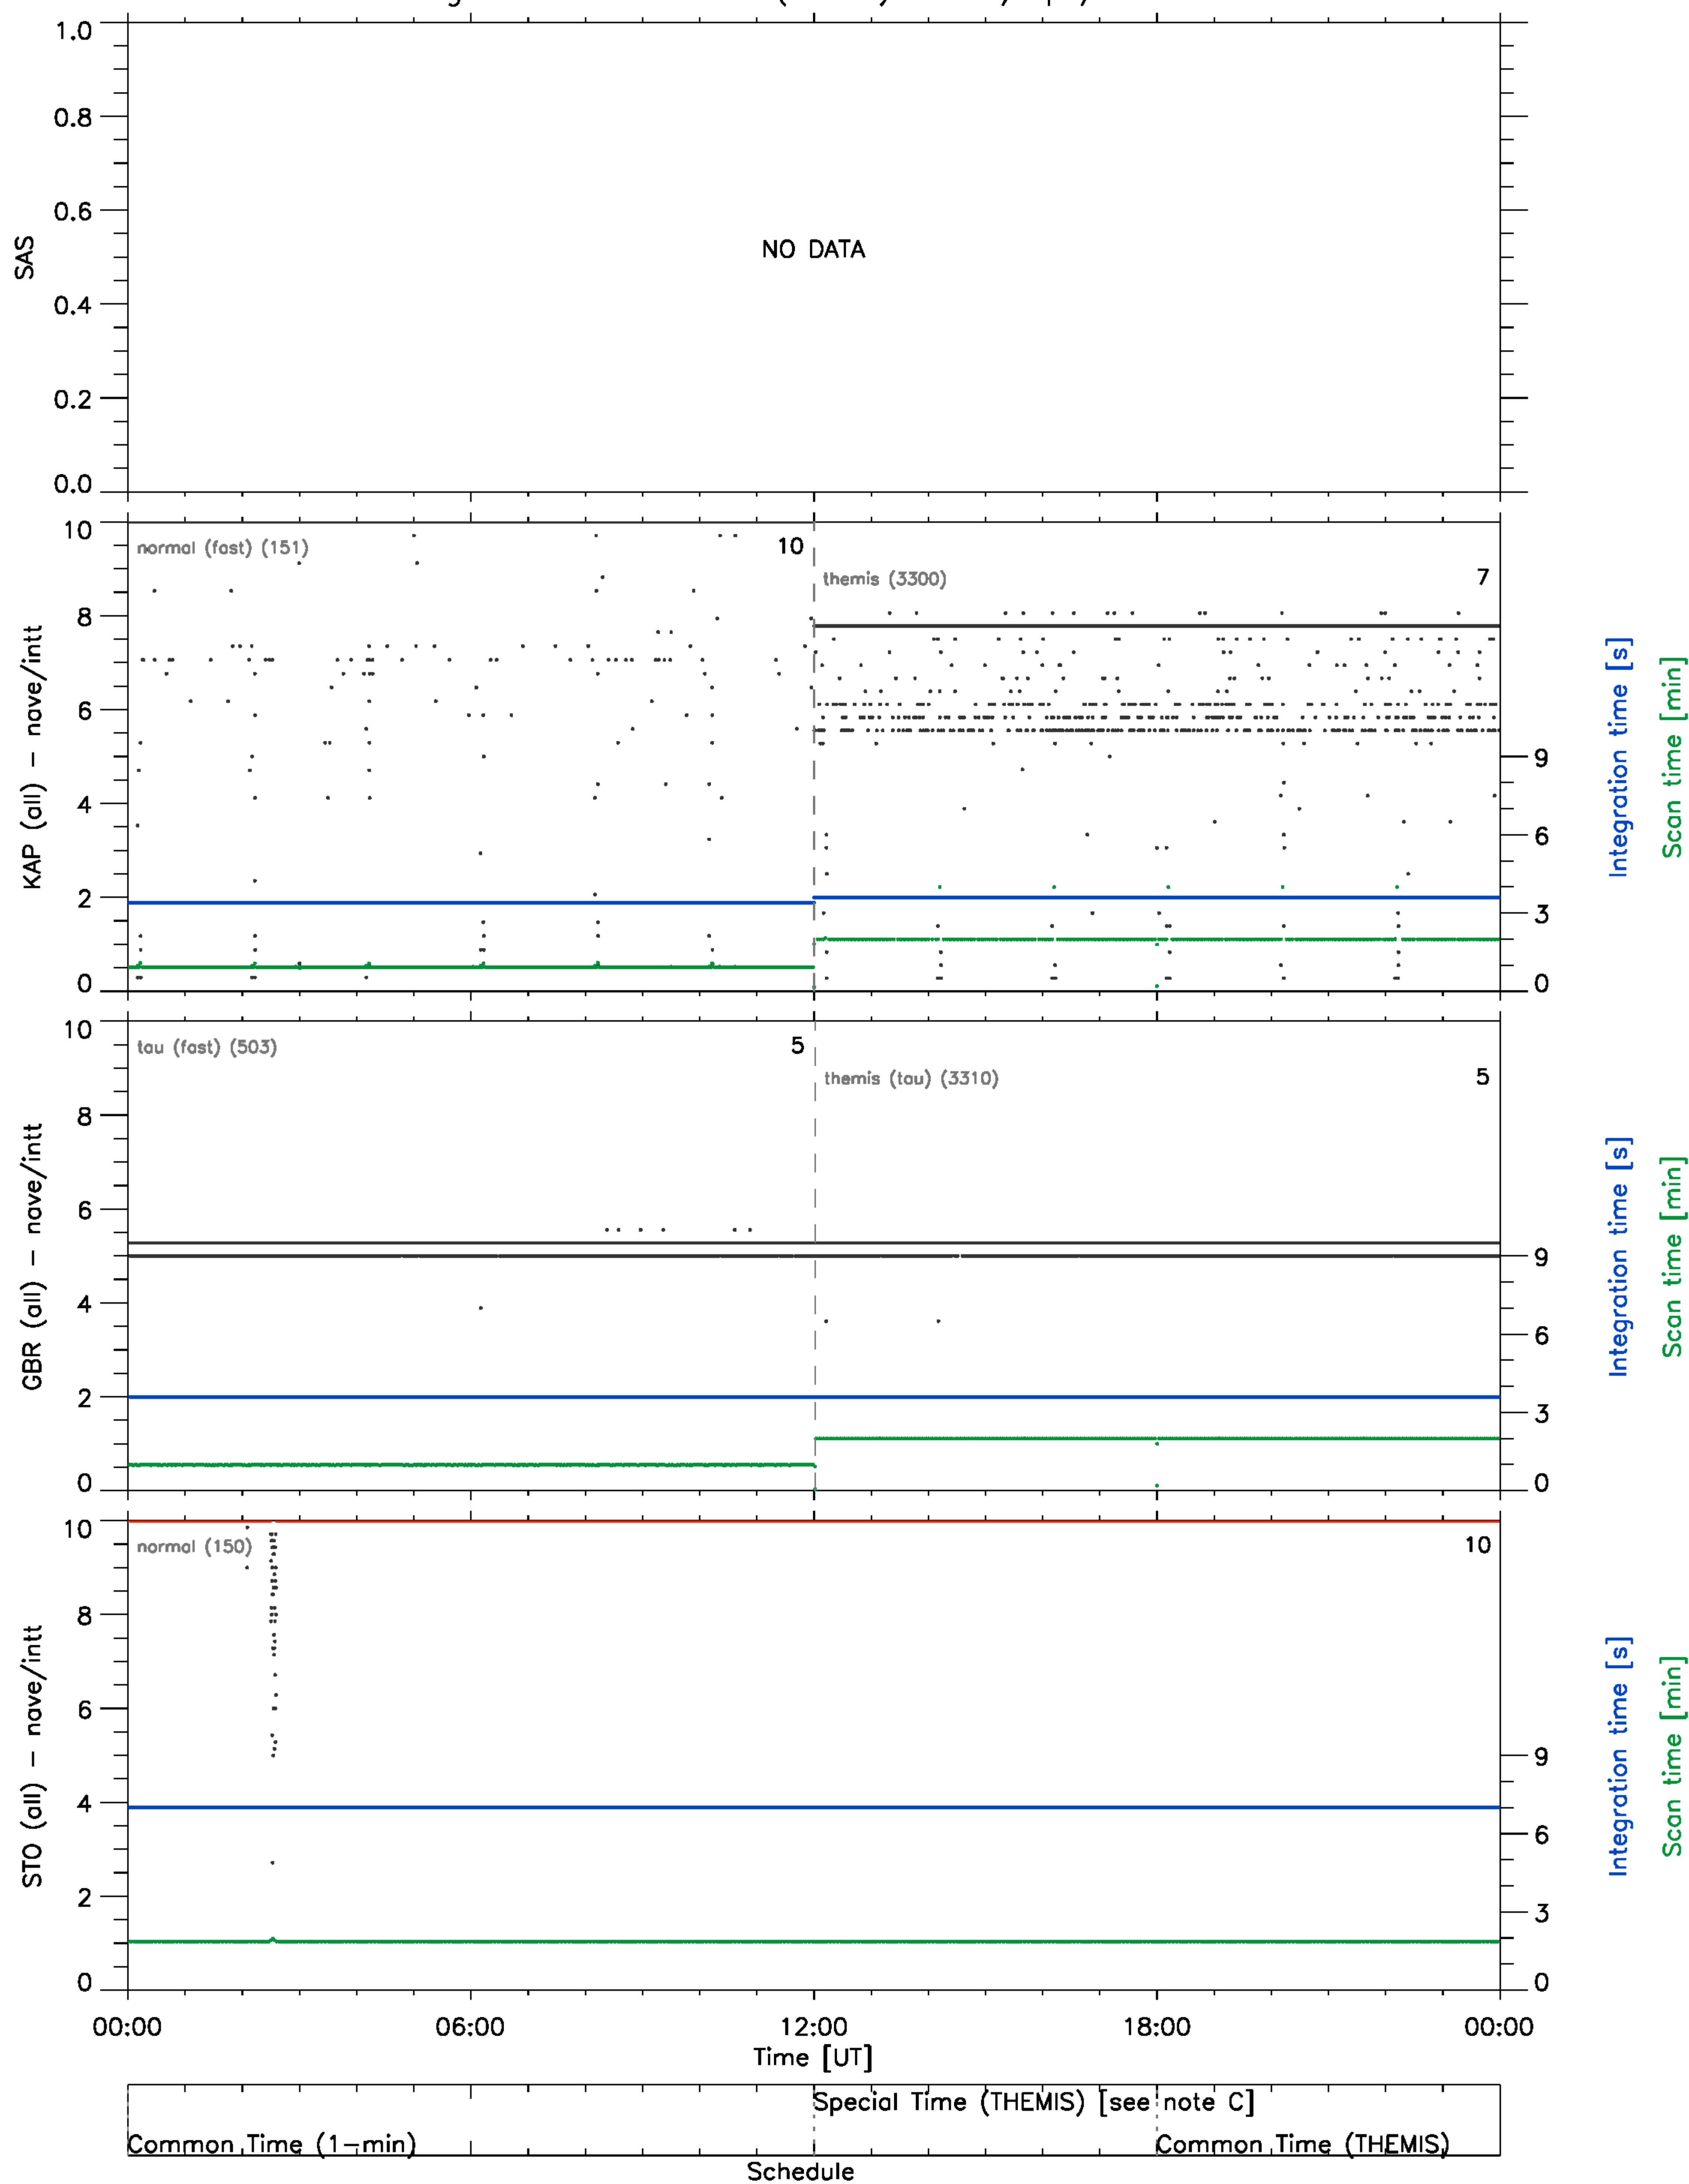 1.0
0.8
0.6
0.4
0.2
0.0
SAS
NO DATA
10
8
6
4
2
0
KAP (all) – nave/intt
normal (fast) (151)
10
themis (3300)
7
9
6
3
0
Integration time [s]
Scan time [min]
10
8
6
4
2
0
GBR (all) – nave/intt
tau (fast) (503)
5
themis (tau) (3310)
5
9
6
3
0
Integration time [s]
Scan time [min]
10
8
6
4
2
0
STO (all) – nave/intt
normal (150)
10
9
6
3
0
Integration time [s]
Scan time [min]
00:00 06:00 12:00 18:00 00:00
Time [UT]
Special Time (THEMIS) [see note C]
Common Time (1–min) Common Time (THEMIS)
Schedule